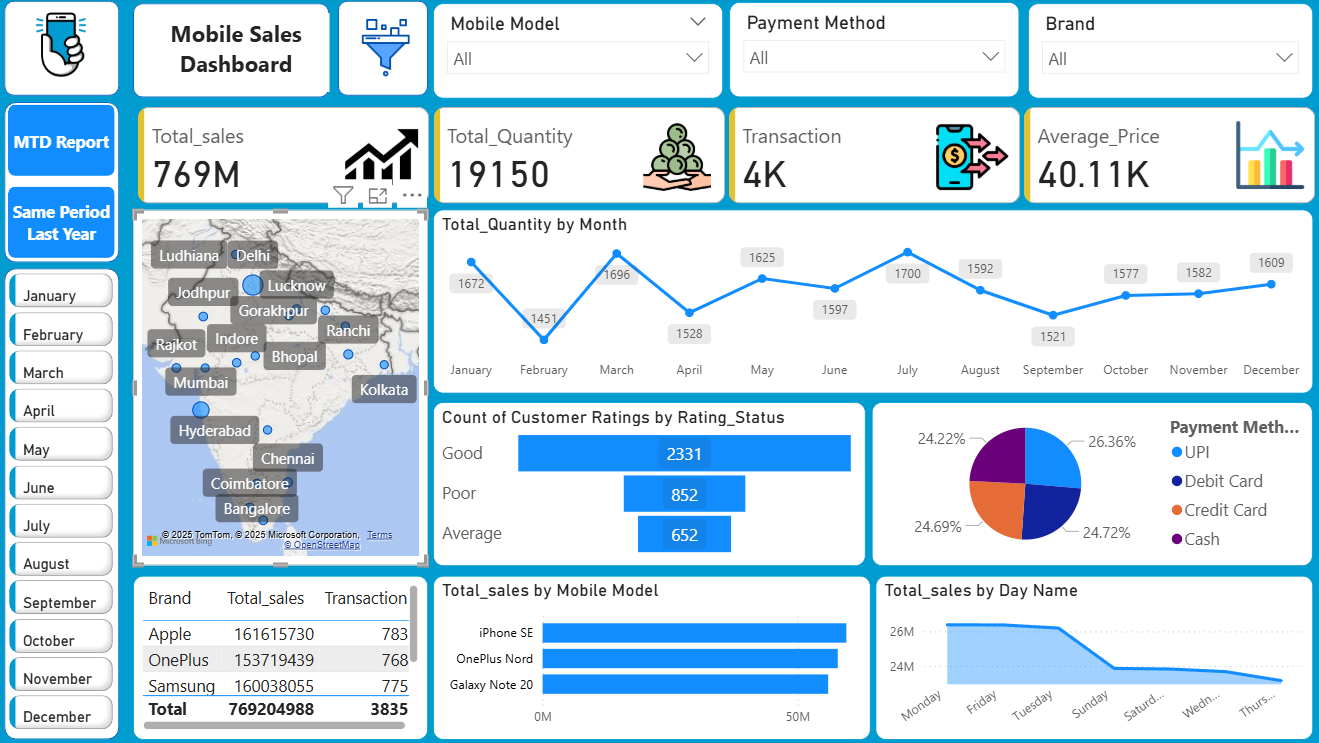 Mobile Sales
Dashboard
Mobile Model
All
Payment Method
All
Brand
All
MTD Report
Same Period
Last Year
Total_sales
769M
Total_Quantity
19150
Transaction
4K
Average_Price
40.11K
January
February
March
April
May
June
July
August
September
October
November
December
Ludhiana
Delhi
Lucknow
Jodhpur
Gorakhpur
Ranchi
Indore
Rajkot
Bhopal
Mumbai
Kolkata
Hyderabad
Chennai
Coimbatore
Bangalore
© 2025 TomTom, © 2025 Microsoft Corporation, Terms
Microsoft Bing
© OpenStreetMap
Total_Quantity by Month
1672
1451
1696
1528
1625
1597
1700
1592
1521
1577
1582
1609
January February March April May June July August September October November December
Count of Customer Ratings by Rating_Status
Good 2331
Poor 852
Average 652
24.22%
26.36%
24.69%
24.72%
Payment Meth...
UPI
Debit Card
Credit Card
Cash
Brand Total_sales Transaction
Apple 161615730 783
OnePlus 153719439 768
Samsung 160038055 775
Total 769204988 3835
Total_sales by Mobile Model
iPhone SE
OnePlus Nord
Galaxy Note 20
0M 50M
Total_sales by Day Name
26M
24M
Monday Friday Tuesday Sunday Saturd... Wedn... Thurs...